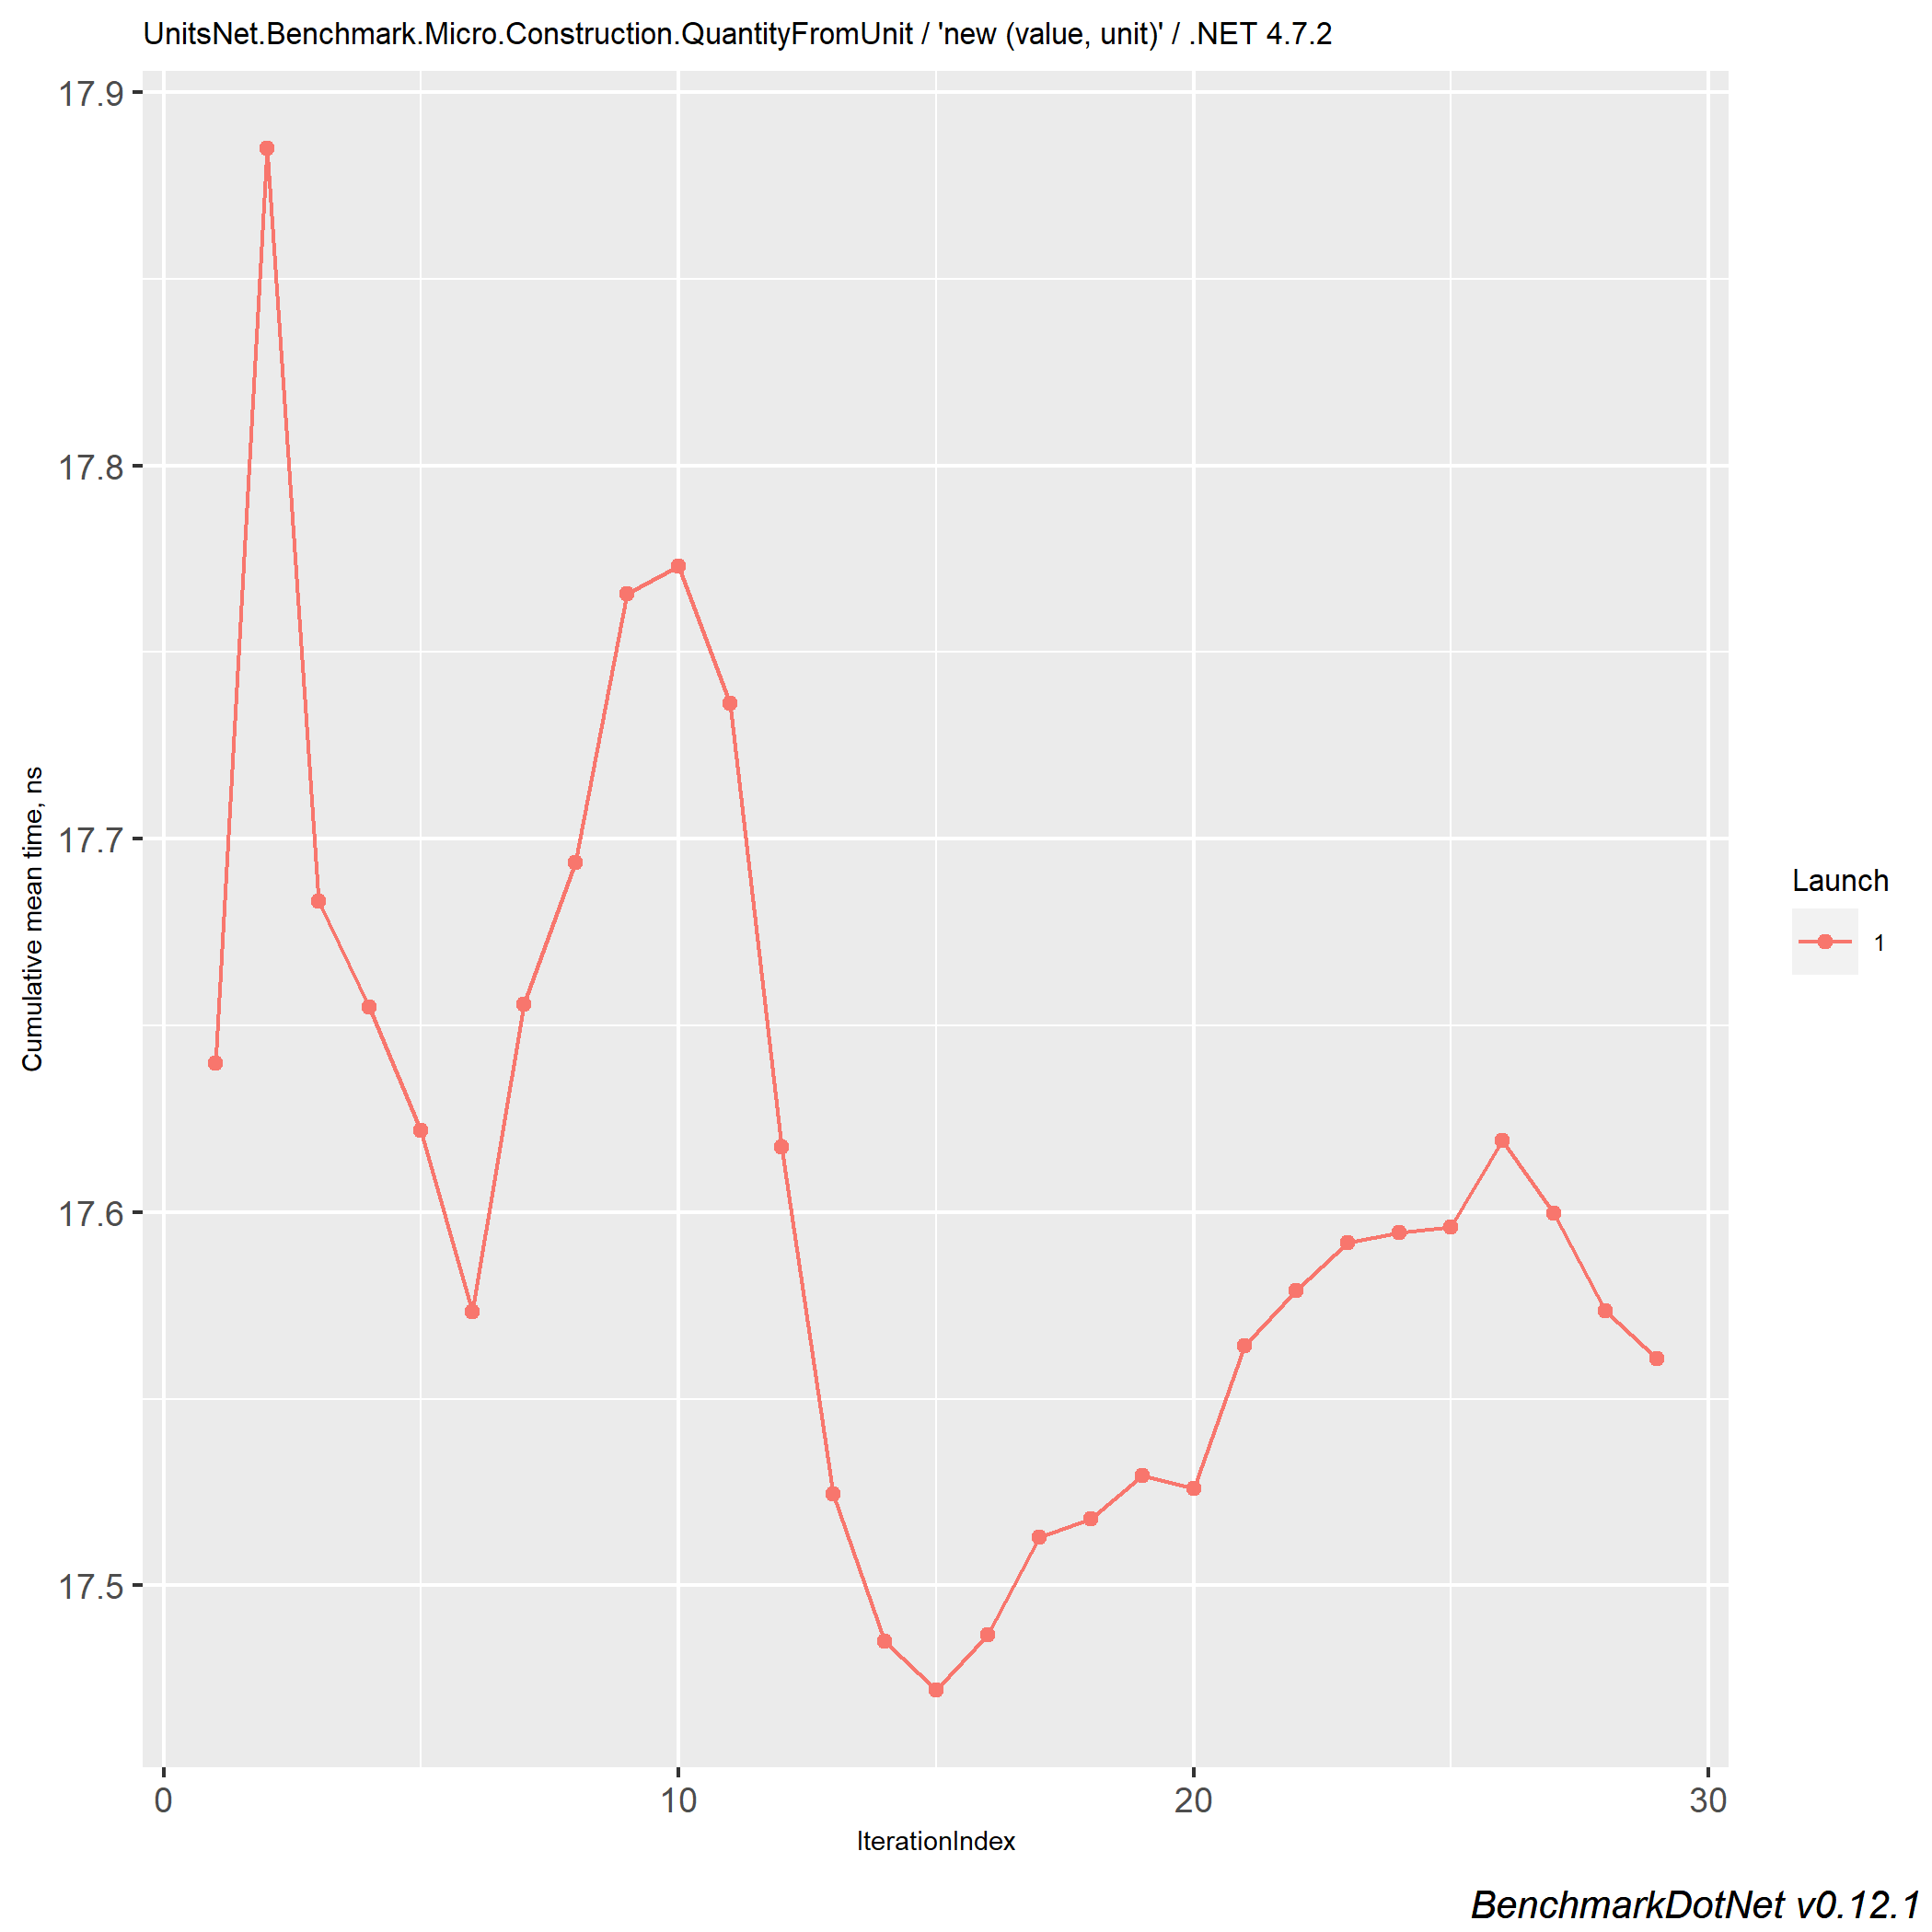 UnitsNet.Benchmark.Micro.Construction.QuantityFromUnit / 'new (value, unit)' / .NET 4.7.2
17.9
17.8
17.7
17.6
17.5
Cumulative mean time, ns
0 10 20 30
IterationIndex
Launch
1
BenchmarkDotNet v0.12.1